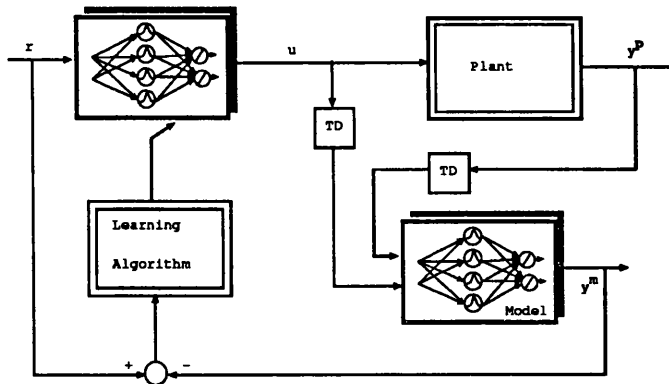 r
u
Plant
y^P
TD
TD
Learning
Algorithm
Model
y^m
+
-